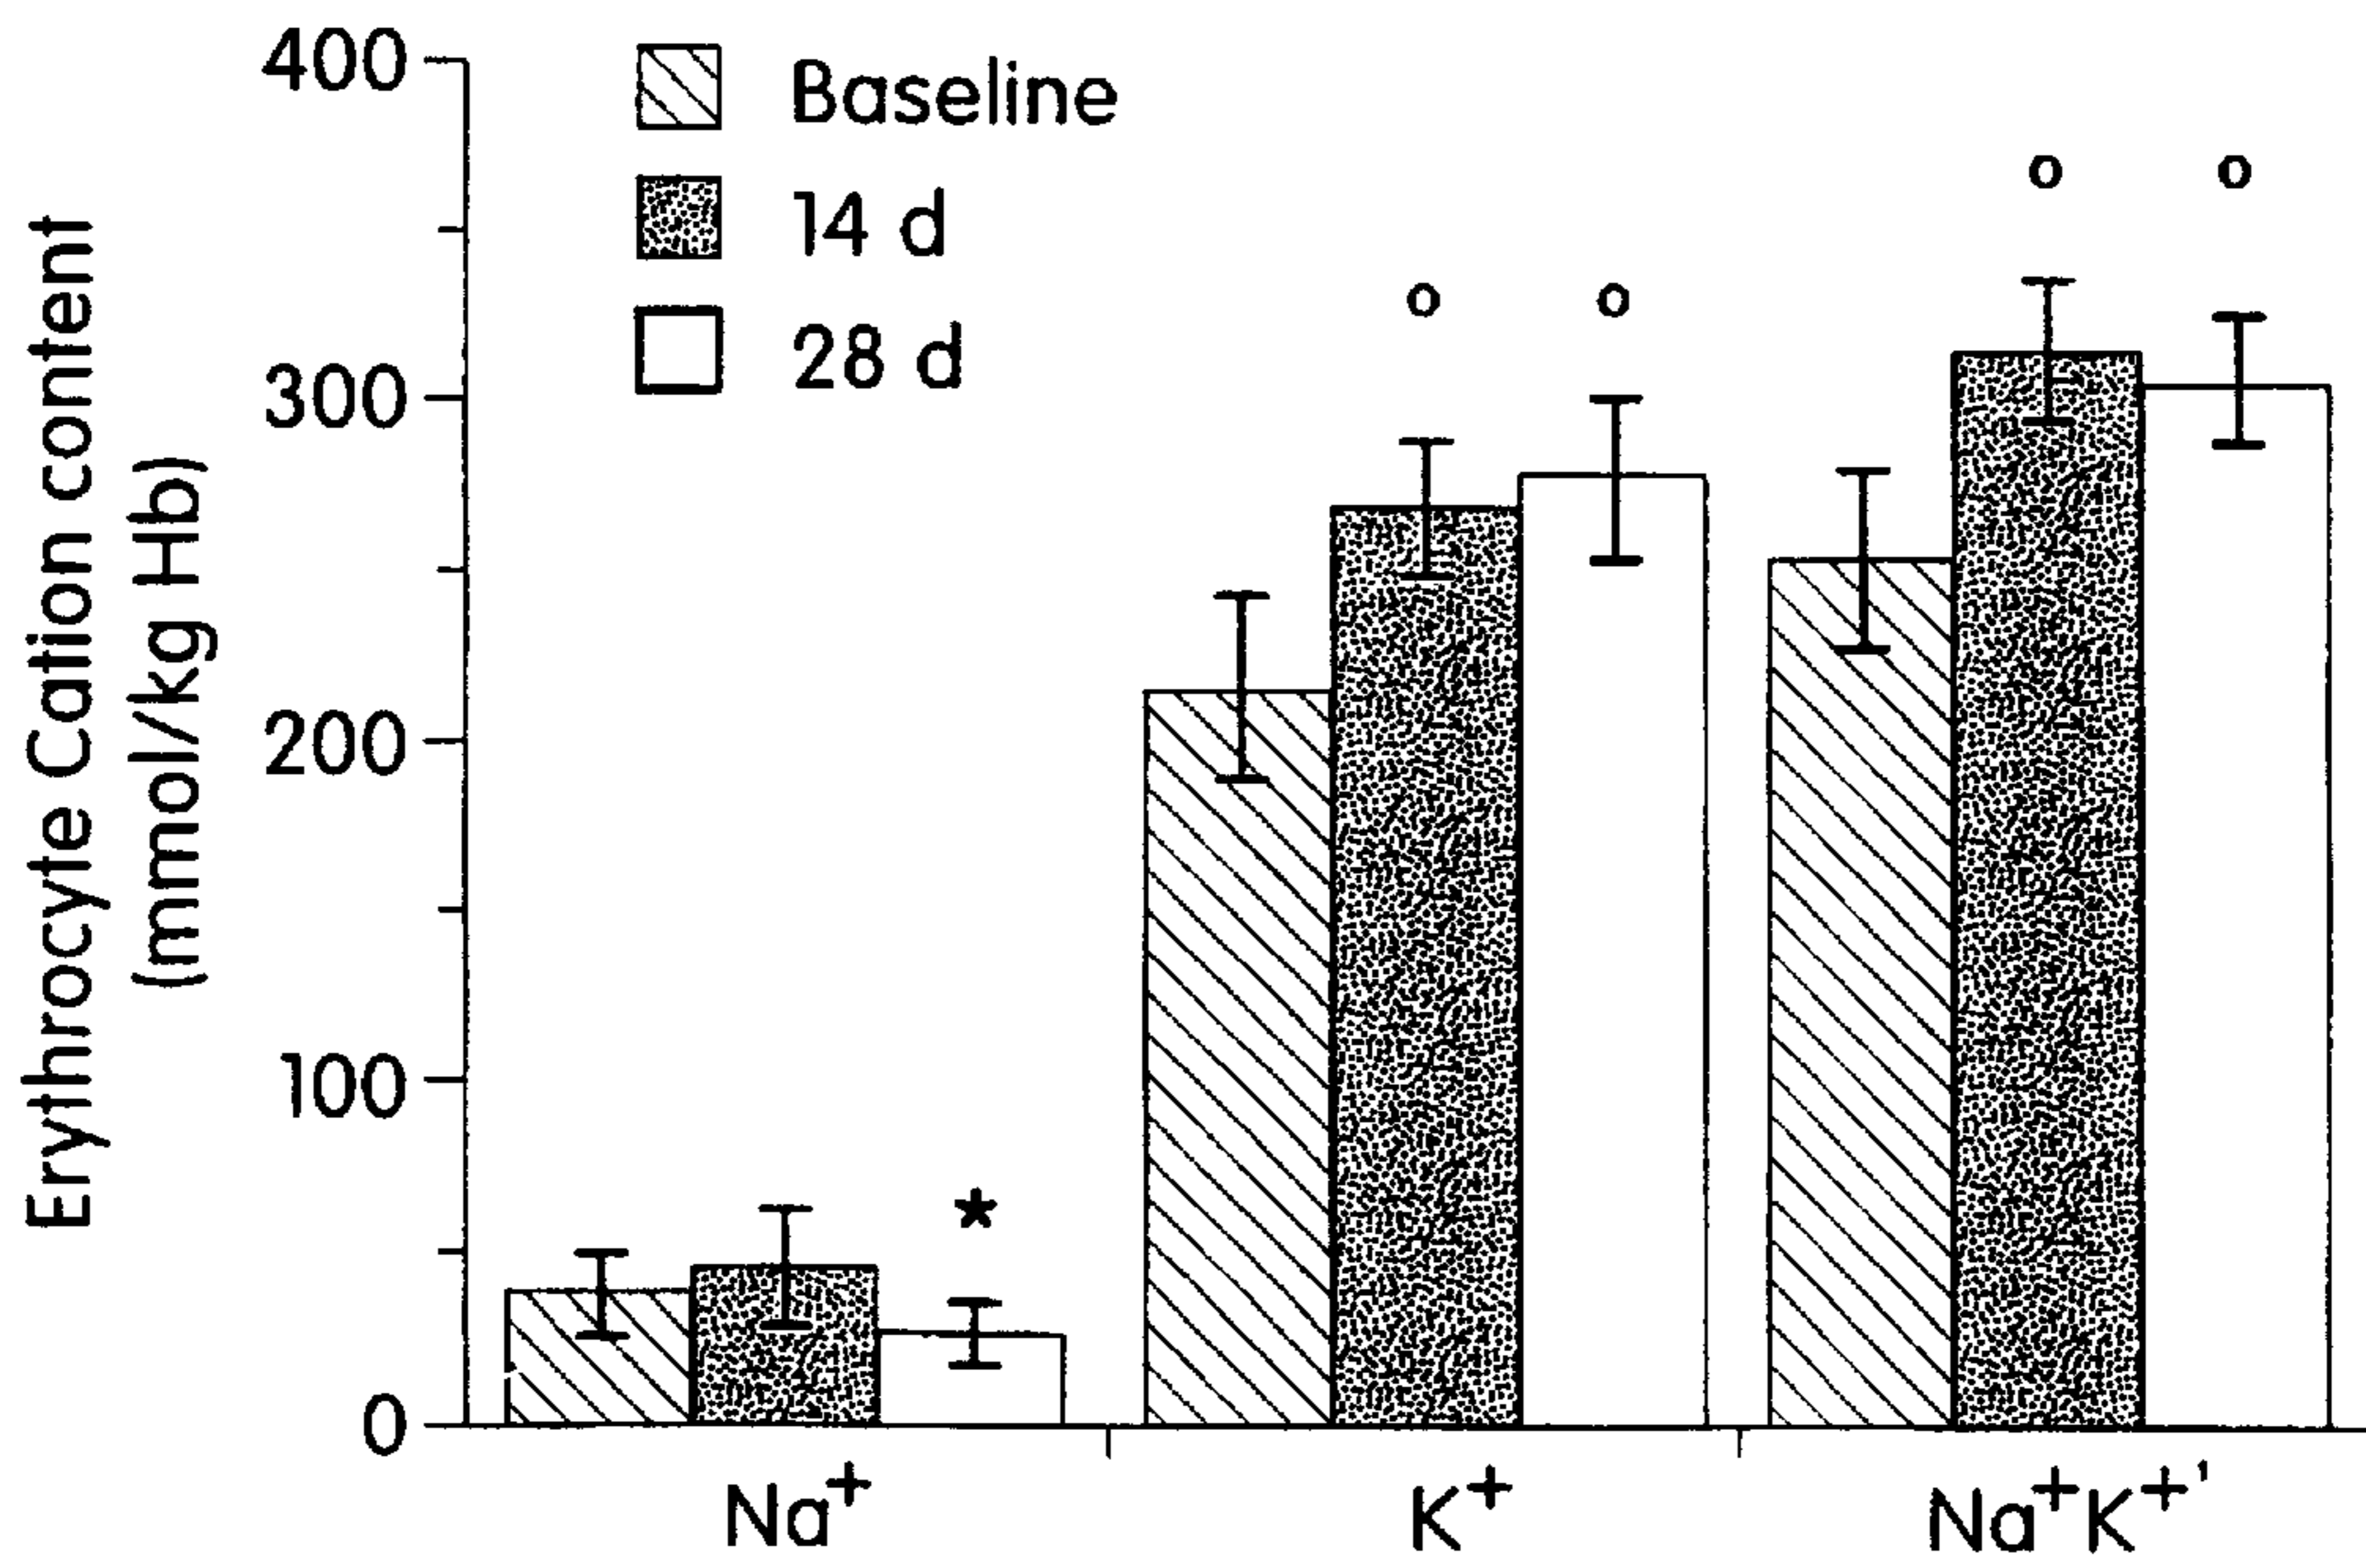 Erythrocyte Cation content
(mmol/kg Hb)
400
300
200
100
0
Baseline
14 d
28 d
o o
o o
*
Na⁺
K⁺
Na⁺K⁺'